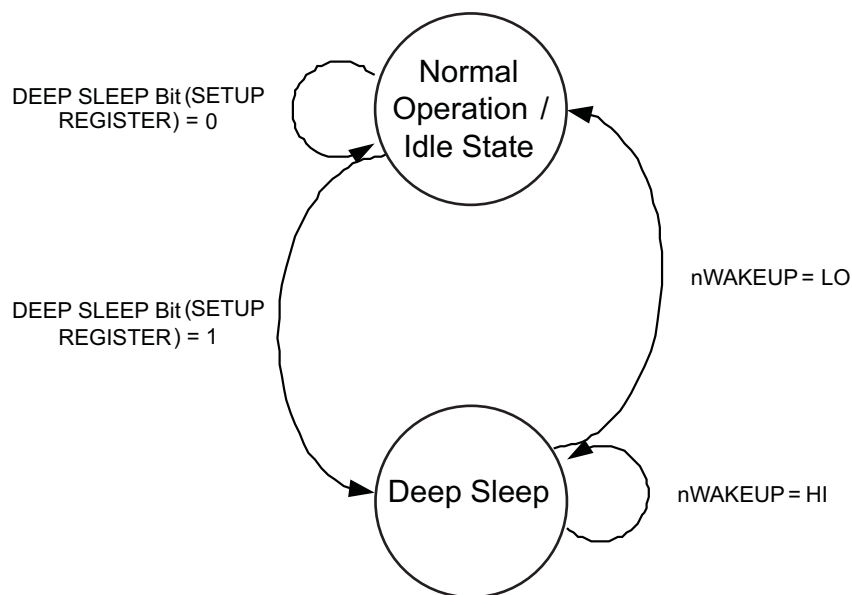 Normal
Operation / 
Idle State
DEEP SLEEP Bit (SETUP
REGISTER) = 0
DEEP SLEEP Bit (SETUP
REGISTER) = 1
nWAKEUP = LO
Deep Sleep
nWAKEUP = HI